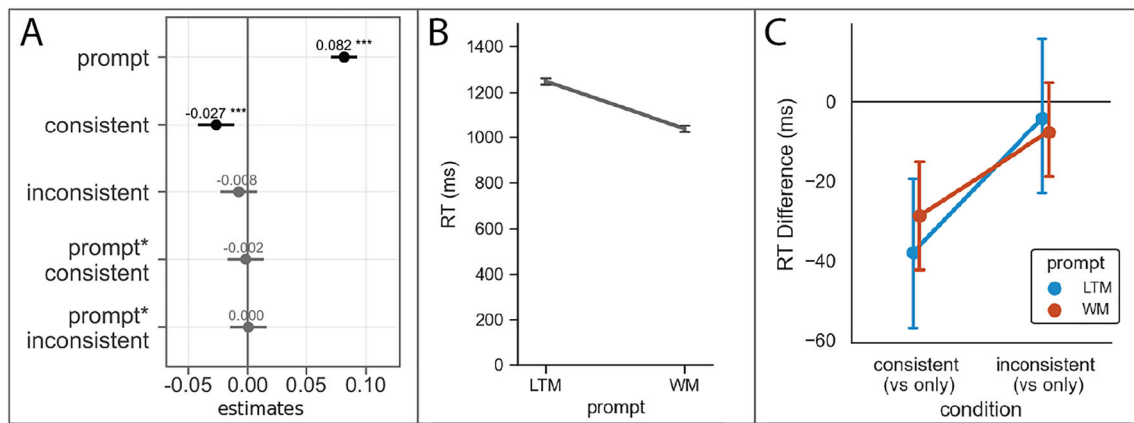 A
prompt
consistent
inconsistent
prompt*
consistent
prompt*
inconsistent
0.082 ***
-0.027 ***
-0.008
-0.002
0.000
-0.05
0.00
0.05
0.10
estimates
B
RT (ms)
1400
1200
1000
800
600
400
200
0
LTM
WM
prompt
C
RT Difference (ms)
0
−20
−40
−60
prompt
LTM
WM
consistent
(vs only)
inconsistent
(vs only)
condition